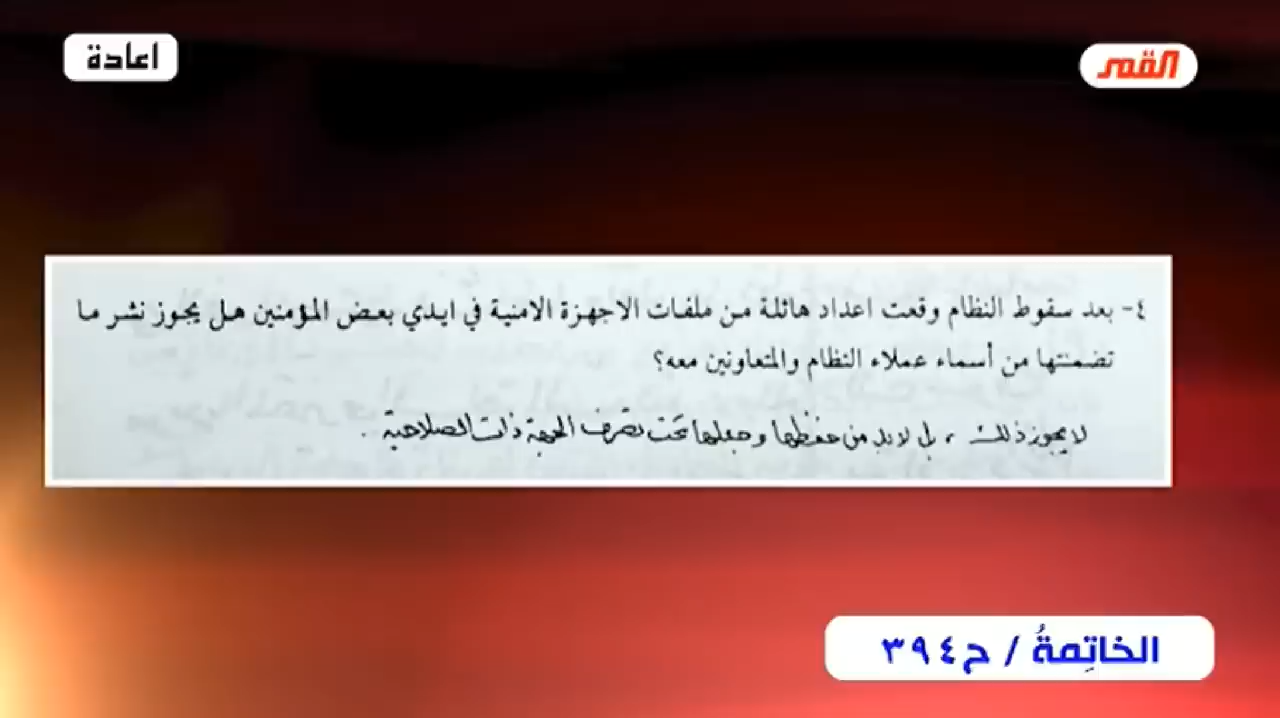 اعادة
القمر
٤- بعد سقوط النظام وقعت اعداد هائلة من ملفات الاجهزة الامنية في ايدي بعض المؤمنين هل يجوز نشر ما
تضمنتها من أسماء عملاء النظام والمتعاونين معه؟
لا يجوز ذلك ، بل لابد من حفظها وجعلها تحت تصرف الجهة ذات الصلاحية .
الخاتِمةُ / ح٣٩٤